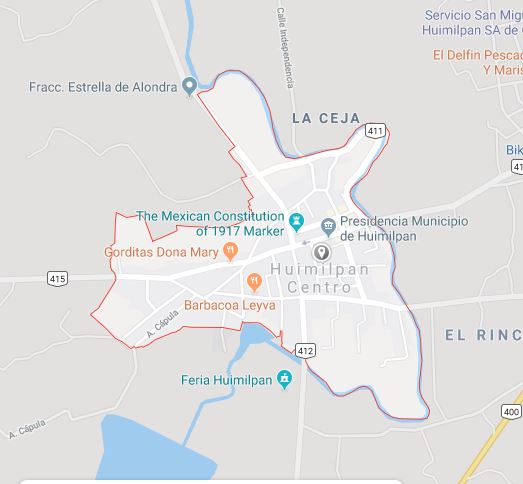 Calle Independencia
Servicio San Migu
Huimilpan SA de C
El Delfin Pescad
Y Maris
Fracc. Estrella de Alondra
LA CEJA
411
Bik
41
The Mexican Constitution
of 1917 Marker
Presidencia Municipio
de Huimilpan
Gorditas Dona Mary
Huimilpan
Centro
415
Barbacoa Leyva
A. Cápula
EL RINC
412
Feria Huimilpan
400
A. Cápula